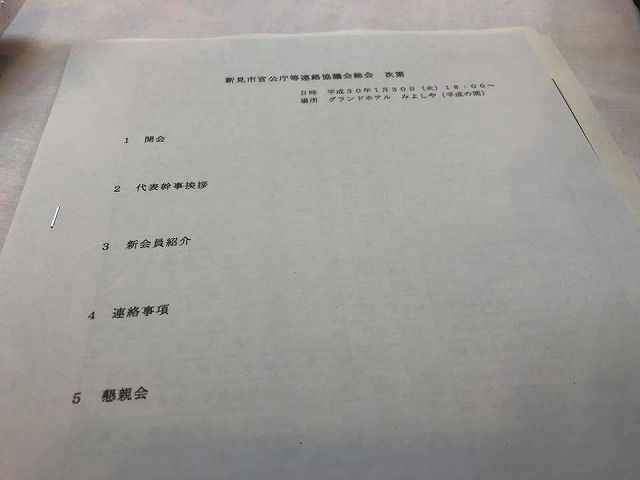 新見市官公庁等連絡協議会総会 次第
日時 平成30年1月30日（火）18：00～
場所 グランドホテル みよしや（平成の間）
1 開会
2 代表幹事挨拶
3 新会員紹介
4 連絡事項
5 懇親会